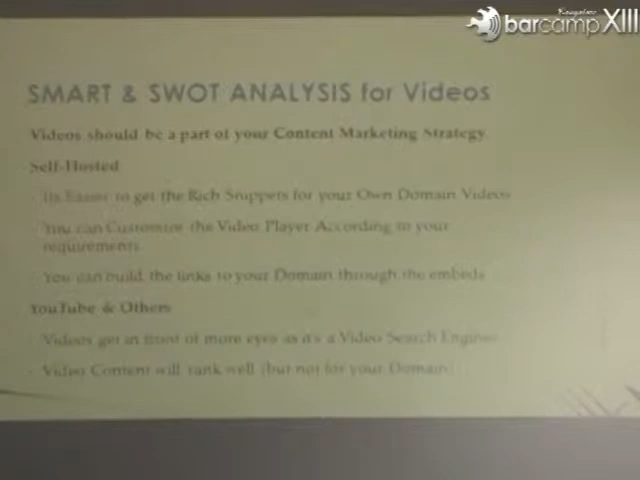 barcamp XIII
SMART & SWOT ANALYSIS for Videos
Videos should be a part of your Content Marketing Strategy.
Self-Hosted
Its Easier to get the Rich Snippets for your Own Domain Videos
You can Customize the Video Player According to your
requirements
You can build the links to your Domain through the embeds
YouTube & Others
Videos get in front of more eyes as it's a Video Search Engine
Video Content will rank well (but not for your Domain)